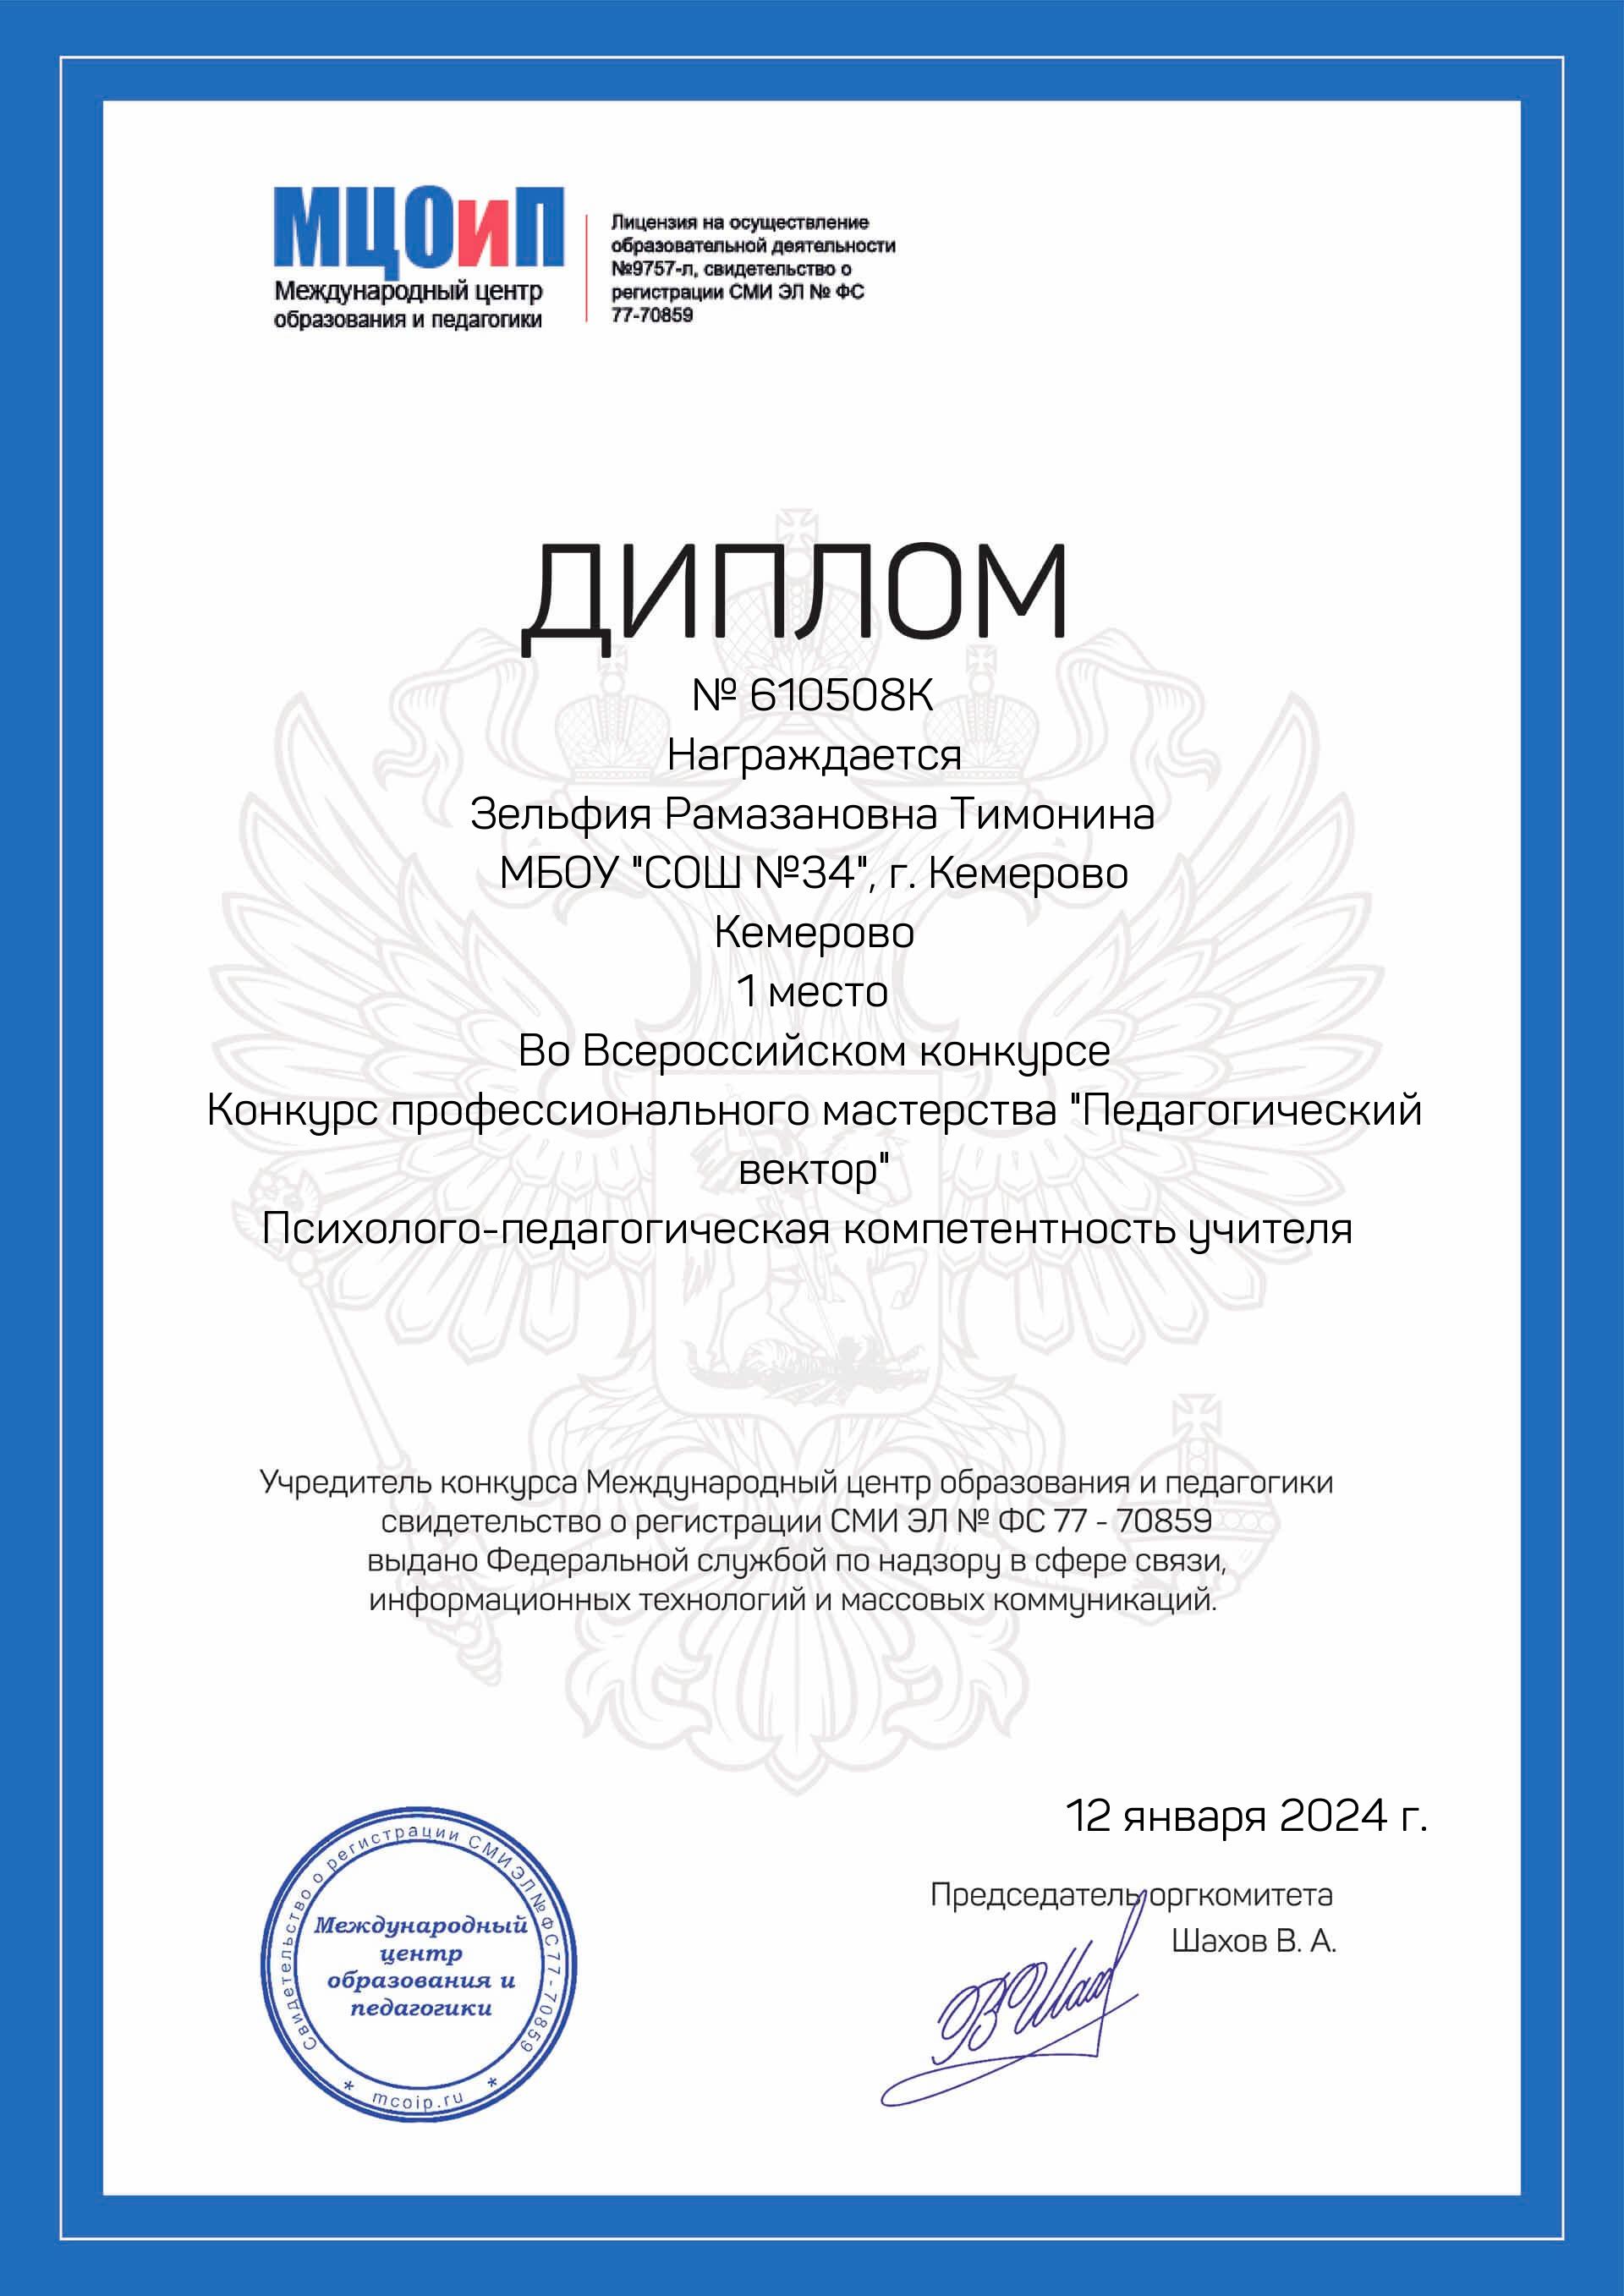 МЦОиП
Международный центр
образования и педагогики
Лицензия на осуществление
образовательной деятельности
№9757-л, свидетельство о
регистрации СМИ ЭЛ № ФС
77-70859
ДИПЛОМ
№ 610508К
Награждается
Зельфия Рамазановна Тимонина
МБОУ "СОШ №34", г. Кемерово
Кемерово
1 место
Во Всероссийском конкурсе
Конкурс профессионального мастерства "Педагогический
вектор"
Психолого-педагогическая компетентность учителя
Учредитель конкурса Международный центр образования и педагогики
свидетельство о регистрации СМИ ЭЛ № ФС 77 - 70859
выдано Федеральной службой по надзору в сфере связи,
информационных технологий и массовых коммуникаций.
12 января 2024 г.
Председатель оргкомитета
Шахов В. А.
Свидетельство о регистрации СМИ ЭЛ № ФС 77-70859
Международный
центр
образования и
педагогики
* mcoip.ru *
ВШах